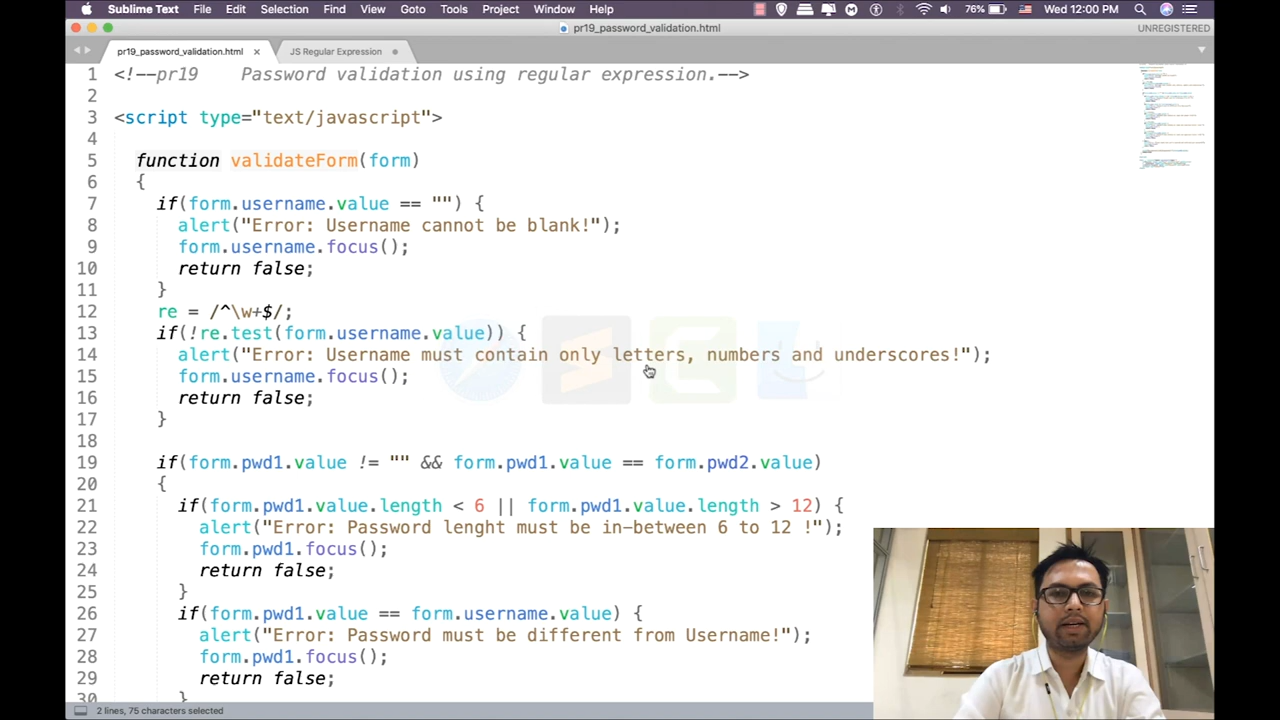 Sublime Text File Edit Selection Find View Goto Tools Project Window Help 76% Wed 12:00 PM
pr19_password_validation.html UNREGISTERED
pr19_password_validation.html × JS Regular Expression
1 <!--pr19    Password validation using regular expression.-->
2
3 <script type="text/javascript">
4
5 function validateForm(form)
6 {
7 if(form.username.value == "") {
8 alert("Error: Username cannot be blank!");
9 form.username.focus();
10 return false;
11 }
12 re = /^\w+$/;
13 if(!re.test(form.username.value)) {
14 alert("Error: Username must contain only letters, numbers and underscores!");
15 form.username.focus();
16 return false;
17 }
18
19 if(form.pwd1.value != "" && form.pwd1.value == form.pwd2.value)
20 {
21 if(form.pwd1.value.length < 6 || form.pwd1.value.length > 12) {
22 alert("Error: Password lenght must be in-between 6 to 12 !");
23 form.pwd1.focus();
24 return false;
25 }
26 if(form.pwd1.value == form.username.value) {
27 alert("Error: Password must be different from Username!");
28 form.pwd1.focus();
29 return false;
30 }
2 lines, 75 characters selected